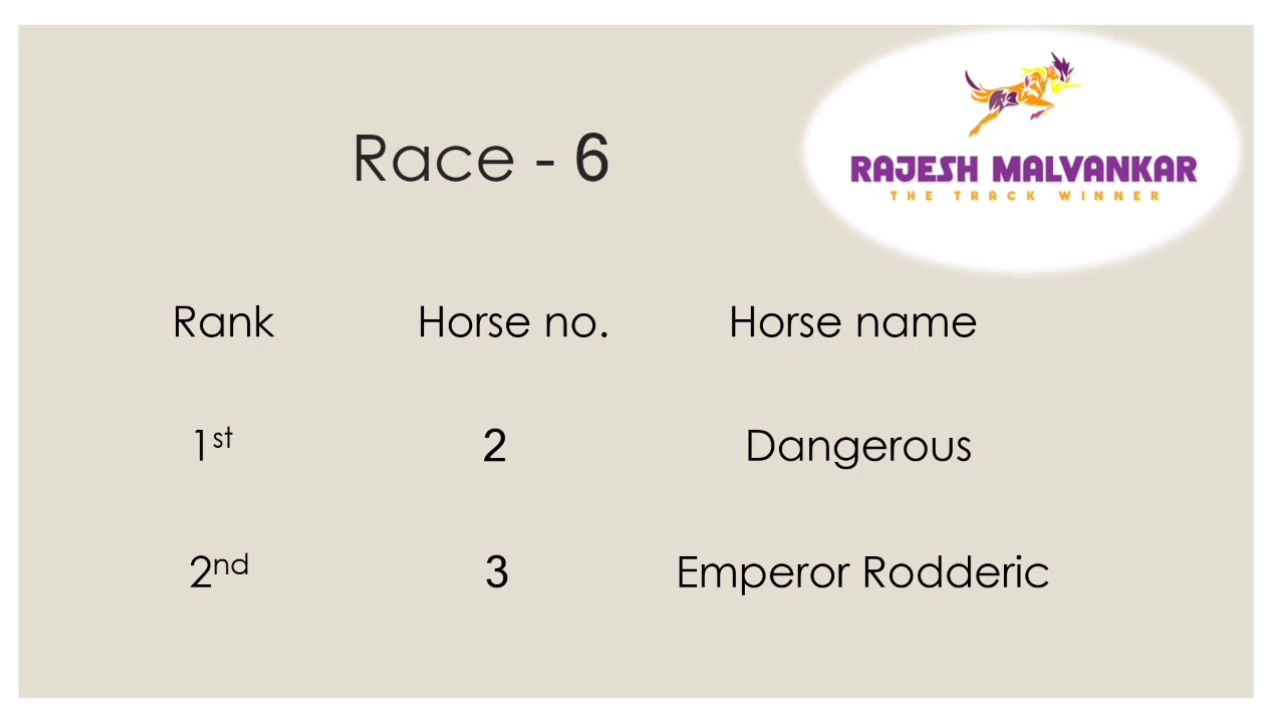 RAJESH MALVANKAR
THE TRACK WINNER
Race - 6
Rank Horse no. Horse name
1st 2 Dangerous
2nd 3 Emperor Rodderic